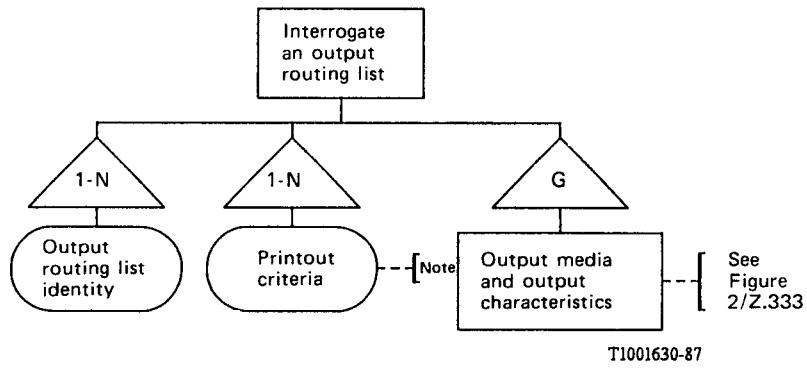 Interrogate
an output
routing list
1-N
1-N
G
Output
routing list
identity
Printout
criteria
Note
Output media
and output
characteristics
See
Figure
2/Z.333
T1001630-87